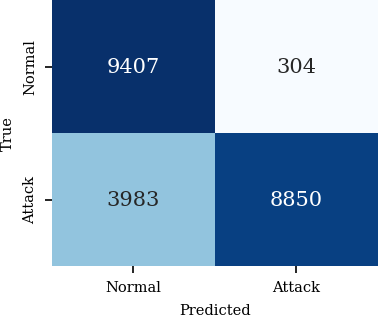 Normal
9407
304
True
Attack
3983
8850
Normal
Attack
Predicted